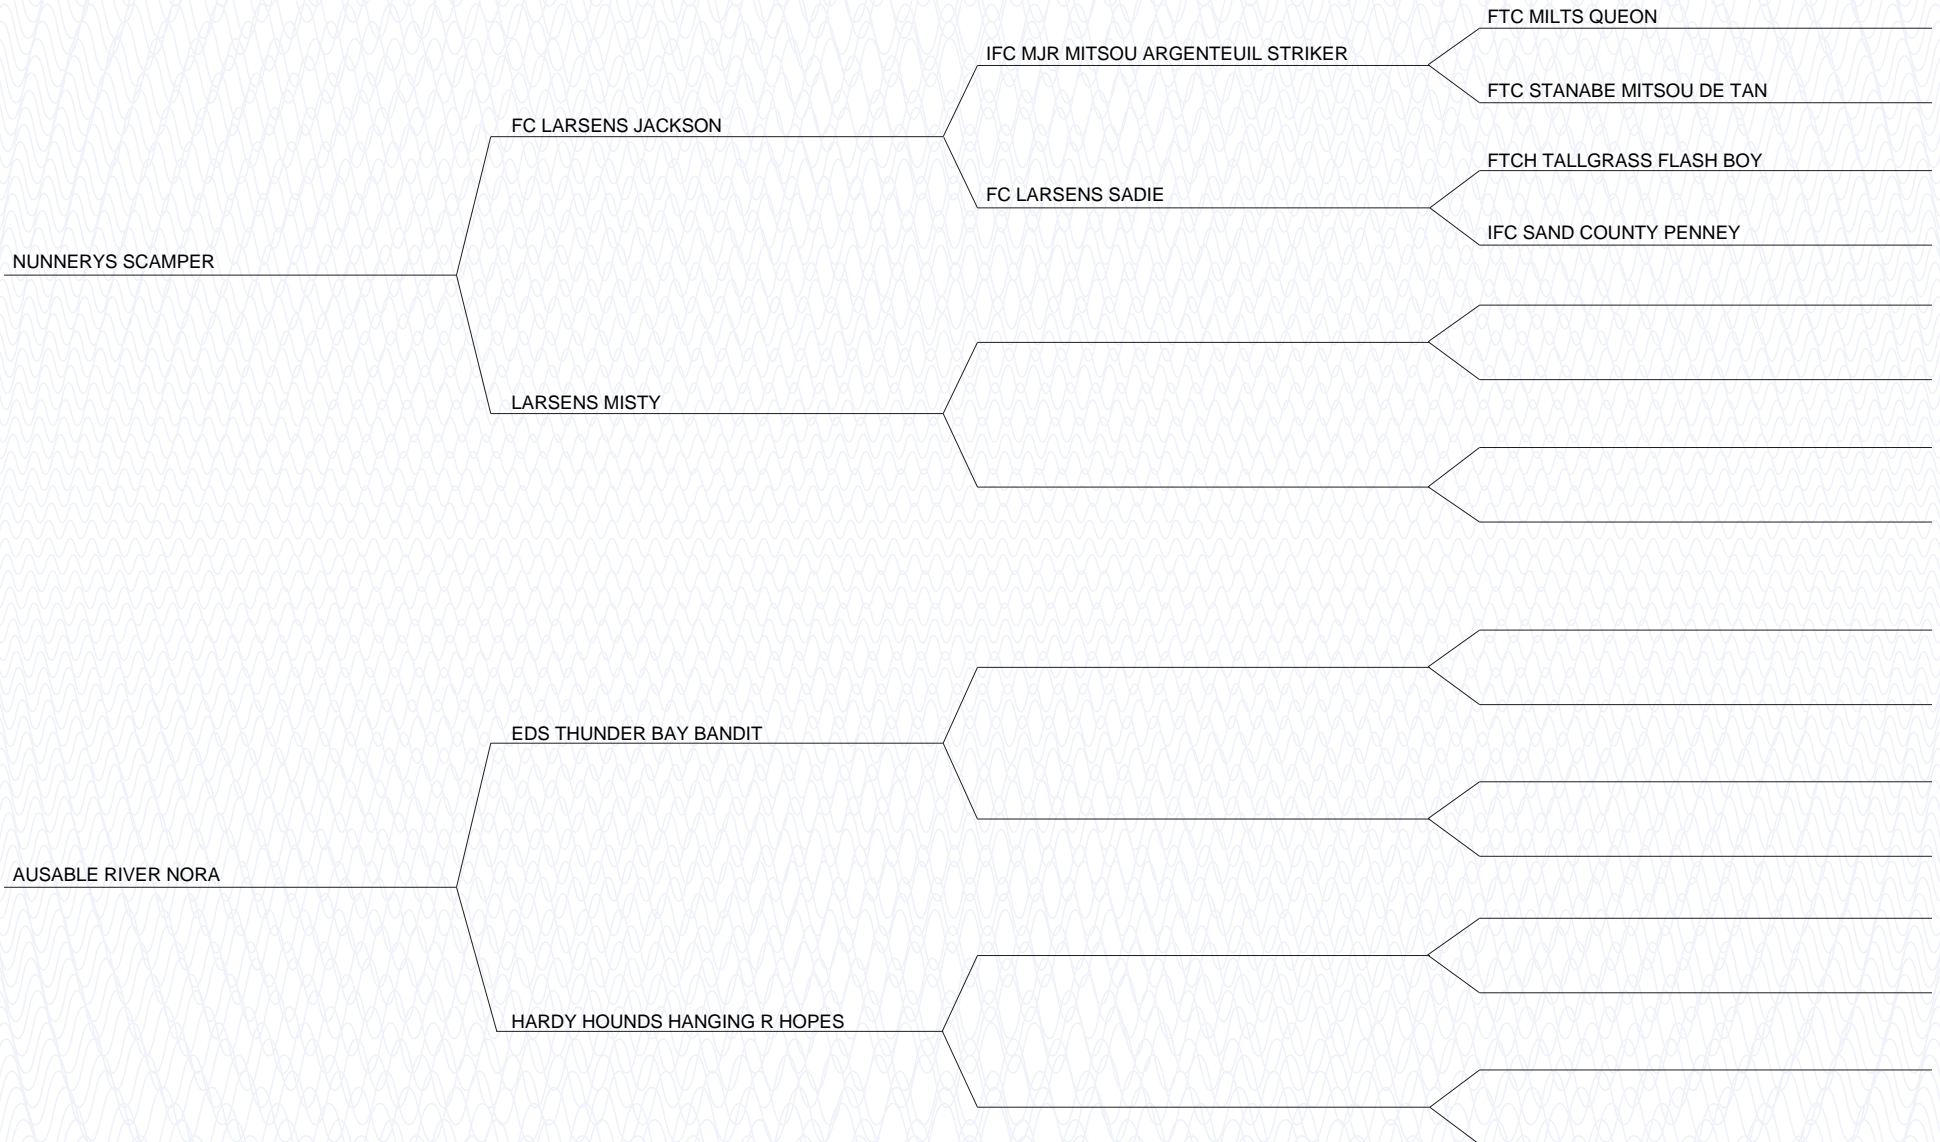 FTC MILTS QUEON
IFC MJR MITSOU ARGENTEUIL STRIKER
FTC STANABE MITSOU DE TAN
FC LARSENS JACKSON
FTCH TALLGRASS FLASH BOY
FC LARSENS SADIE
IFC SAND COUNTY PENNEY
NUNNERYS SCAMPER
LARSENS MISTY
EDS THUNDER BAY BANDIT
AUSABLE RIVER NORA
HARDY HOUNDS HANGING R HOPES